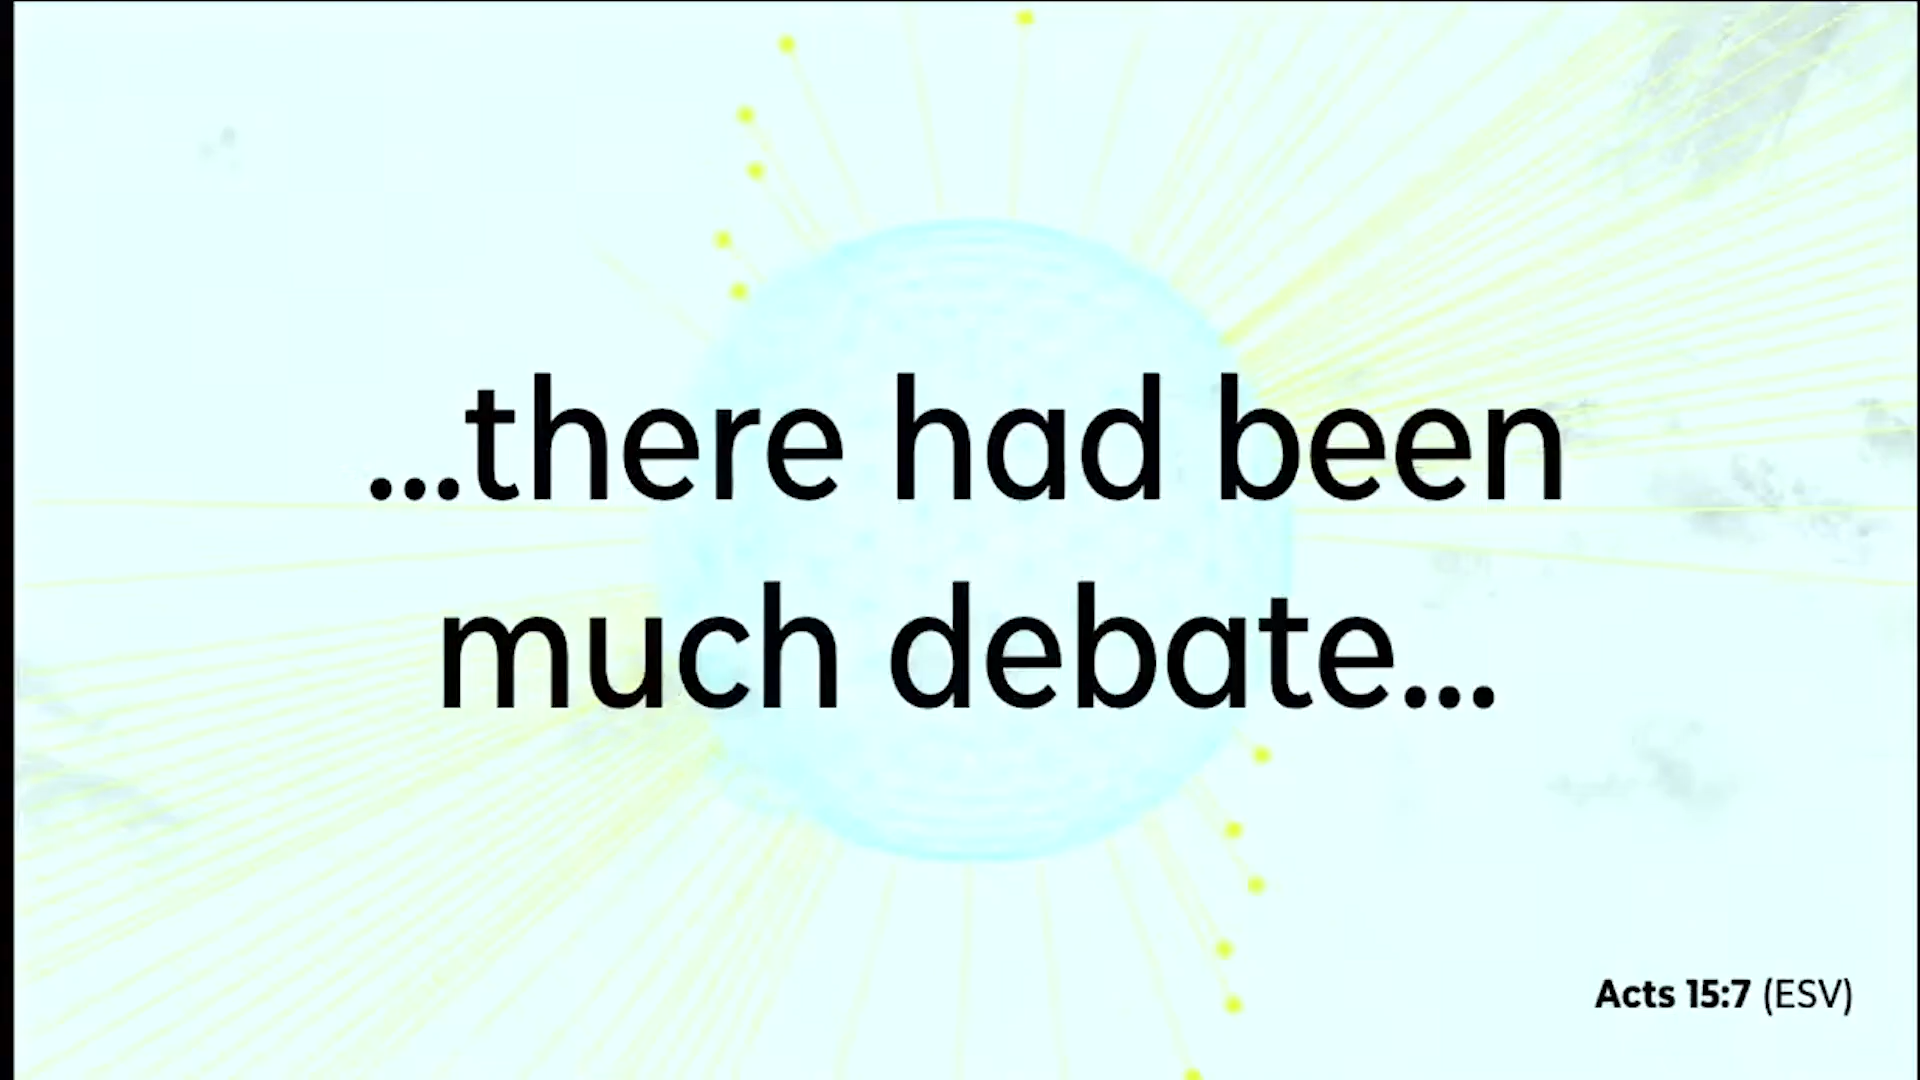 ...there had been
much debate...
Acts 15:7 (ESV)